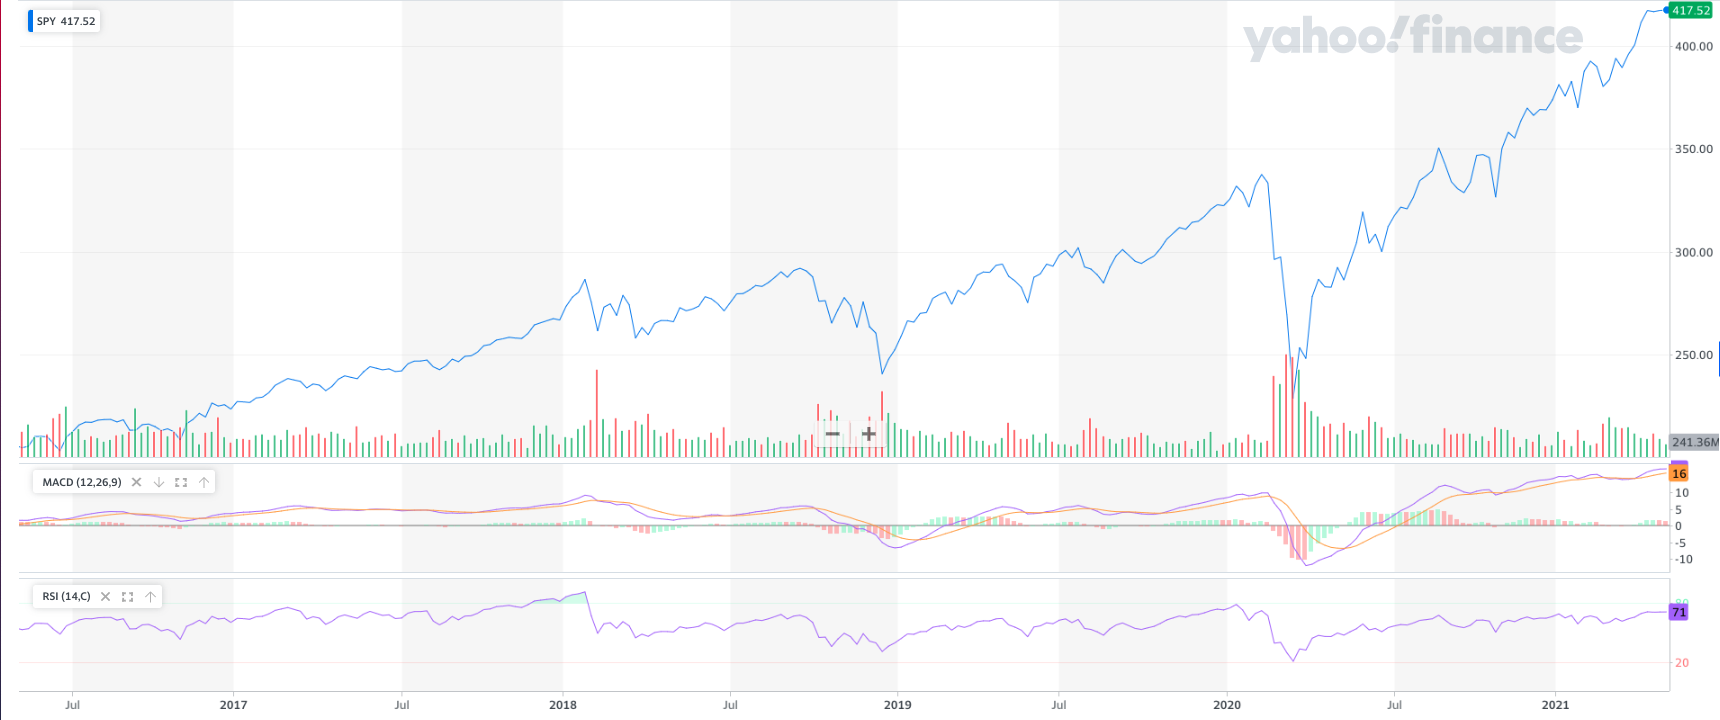 SPY 417.52
yahoo!finance
417.52
400.00
350.00
300.00
250.00
241.36M
MACD (12,26,9)
16
10
5
0
-5
-10
RSI (14,C)
80
71
20
Jul
2017
Jul
2018
Jul
2019
Jul
2020
Jul
2021